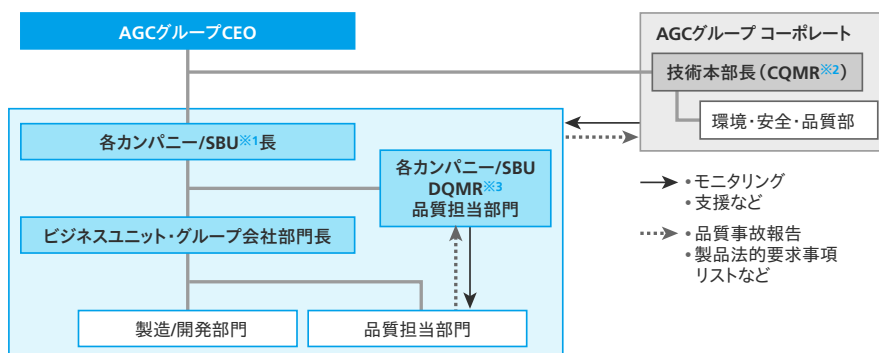 AGCグループCEO
AGCグループ コーポレート
技術本部長（CQMR※2）
環境・安全・品質部
各カンパニー/SBU※1長
各カンパニー/SBU
DQMR※3
品質担当部門
ビジネスユニット・グループ会社部門長
製造/開発部門
品質担当部門
• モニタリング
• 支援など
• 品質事故報告
• 製品法的要求事項
リストなど